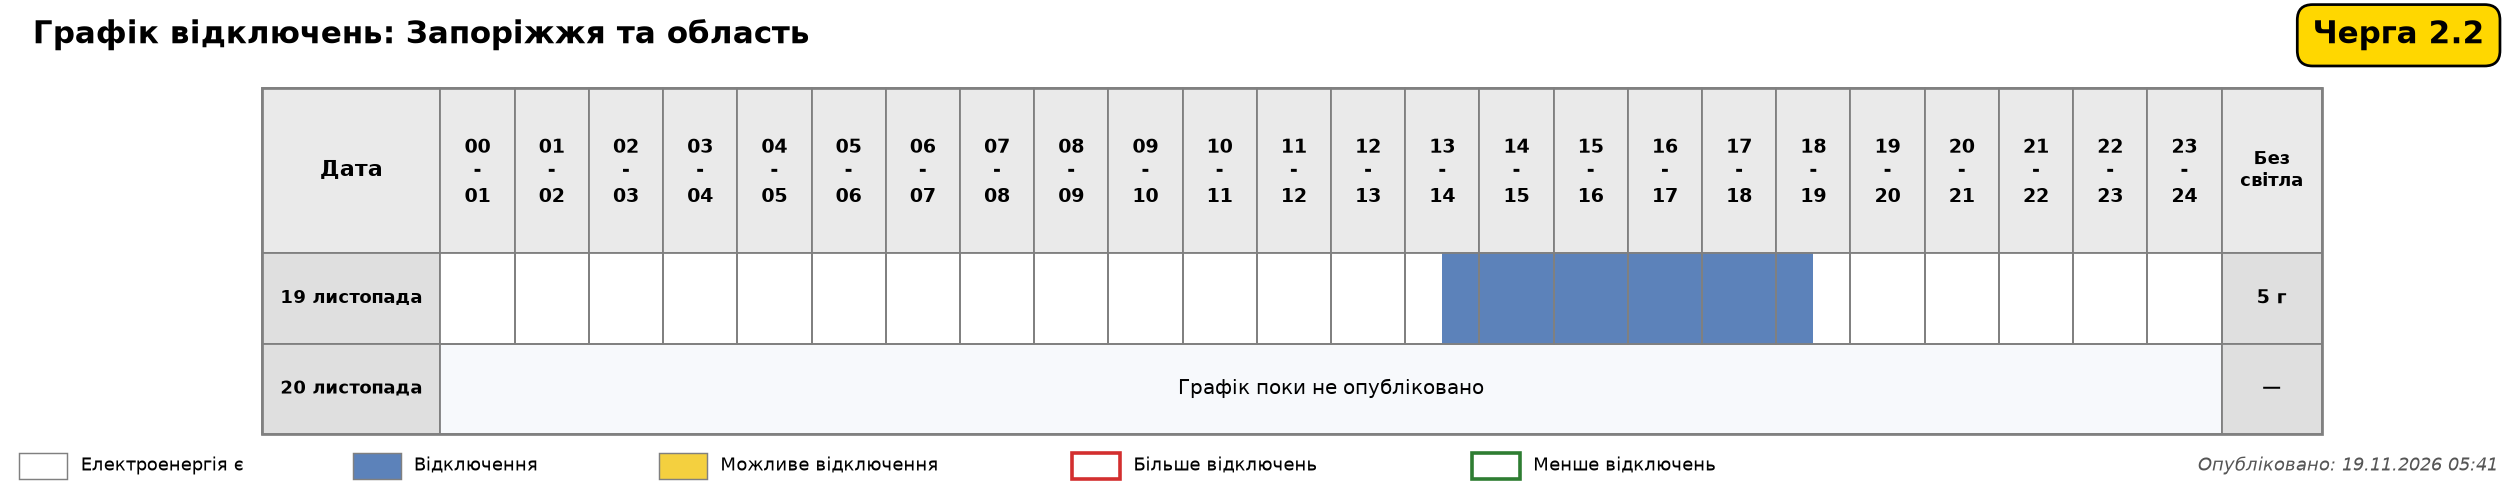 Графік відключень: Запоріжжя та область
Черга 2.2
Дата
00 - 01
01 - 02
02 - 03
03 - 04
04 - 05
05 - 06
06 - 07
07 - 08
08 - 09
09 - 10
10 - 11
11 - 12
12 - 13
13 - 14
14 - 15
15 - 16
16 - 17
17 - 18
18 - 19
19 - 20
20 - 21
21 - 22
22 - 23
23 - 24
Без
світла
19 листопада
5 г
20 листопада
Графік поки не опубліковано
—
Електроенергія є
Відключення
Можливе відключення
Більше відключень
Менше відключень
Опубліковано: 19.11.2026 05:41